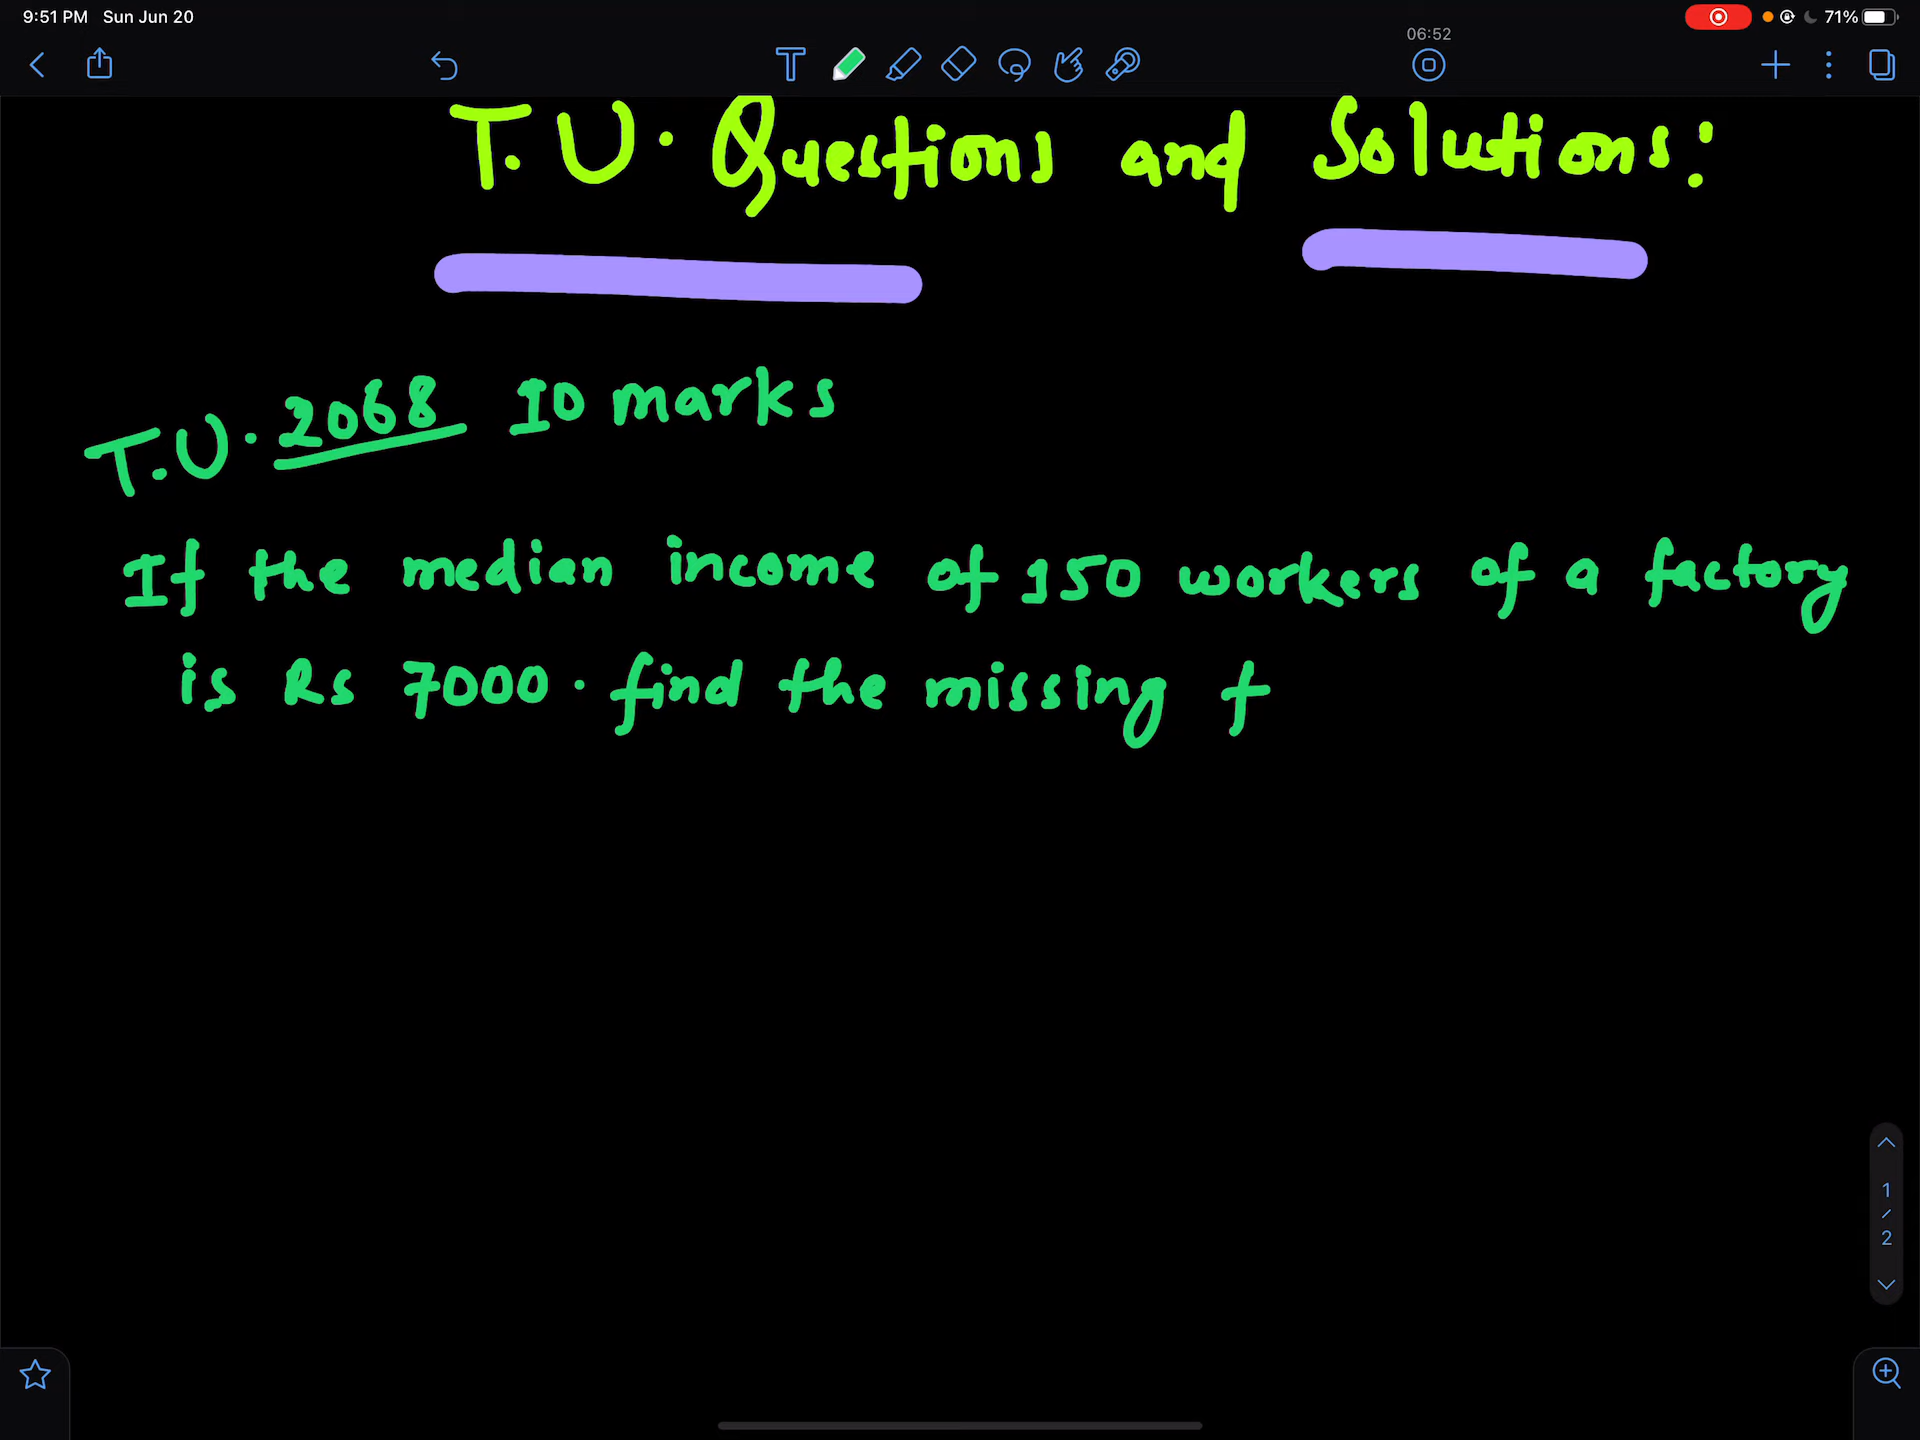 9:51 PM Sun Jun 20
71%
06:52
T.U. Questions and Solutions:
T.U. 2068 10 marks
If the median income of 150 workers of a factory
is Rs 7000. find the missing f
1
/
2